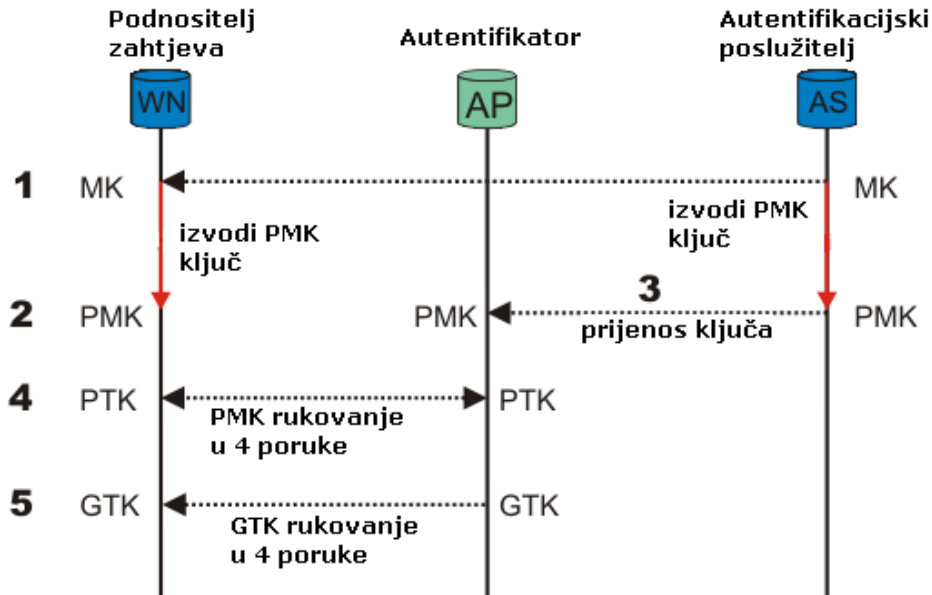 Podnositelj
zahtjeva
Autentifikator
Autentifikacijski
poslužitelj
WN
AP
AS
1
MK
MK
izvodi PMK
ključ
izvodi PMK
ključ
2
PMK
PMK
3
prijenos ključa
PMK
4
PTK
PTK
PMK rukovanje
u 4 poruke
5
GTK
GTK
GTK rukovanje
u 4 poruke